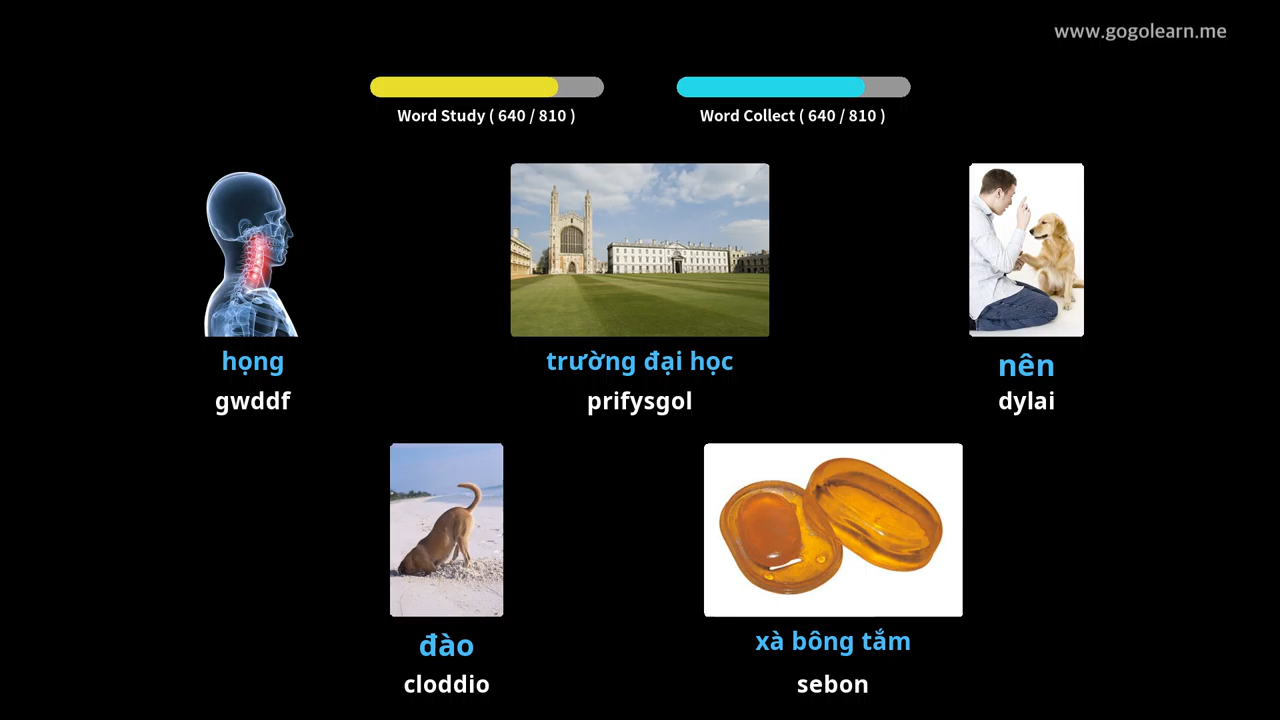 www.gogolearn.me
Word Study ( 640 / 810 )
Word Collect ( 640 / 810 )
họng
gwddf
trường đại học
prifysgol
nên
dylai
đào
cloddio
xà bông tắm
sebon